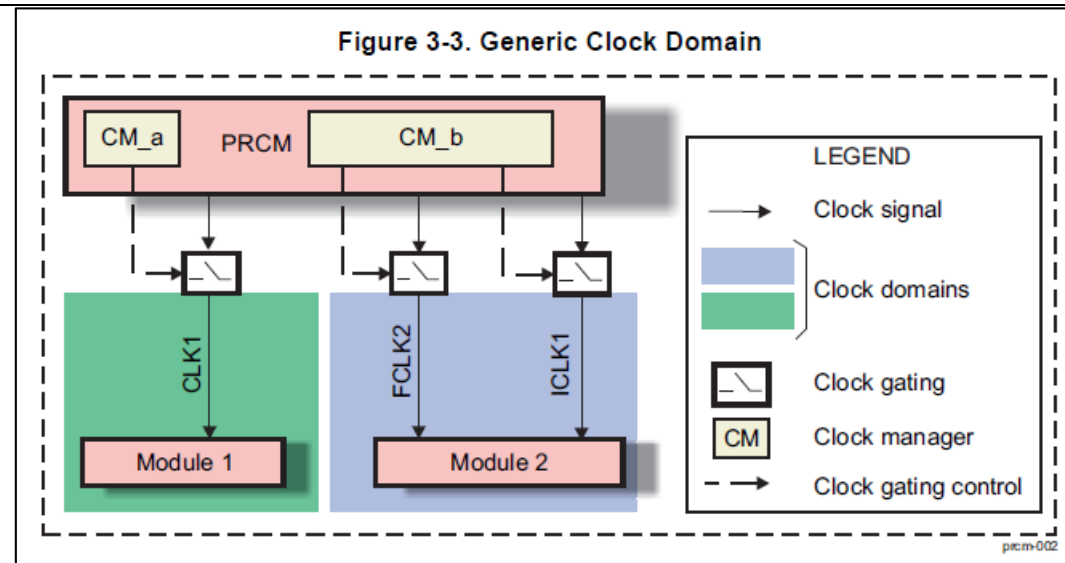 Figure 3-3. Generic Clock Domain
CM_a
PRCM
CM_b
CLK1
FCLK2
ICLK1
Module 1
Module 2
LEGEND
Clock signal
Clock domains
Clock gating
CM
Clock manager
Clock gating control
prcm-002